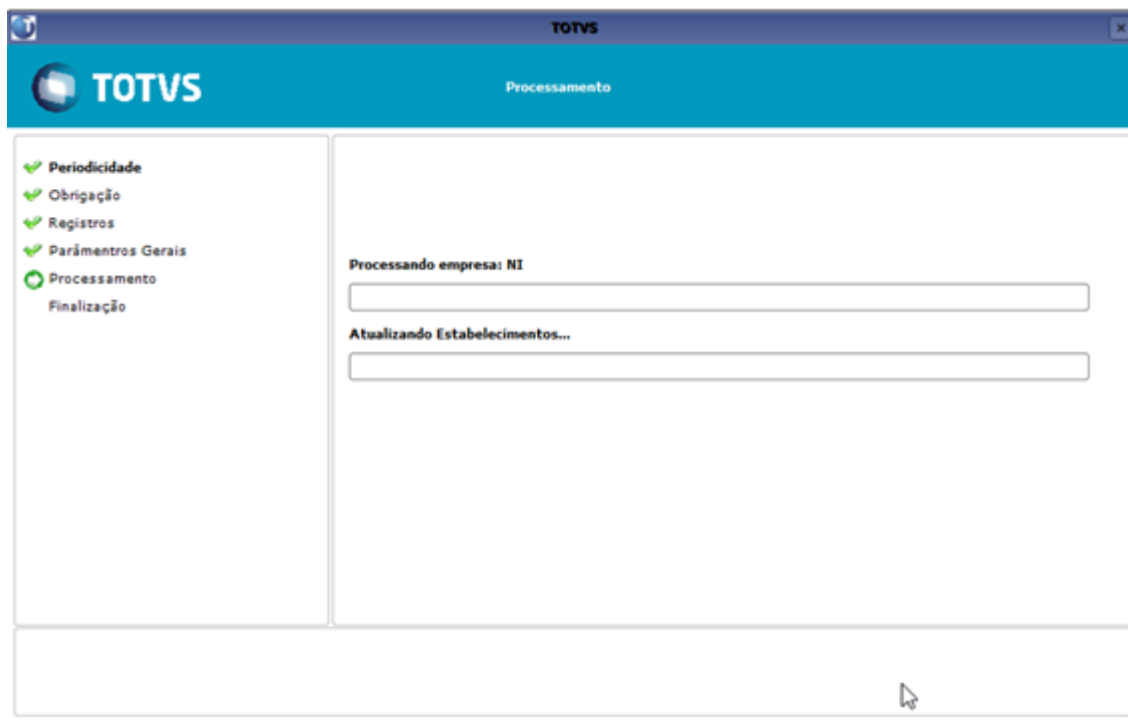 TOTVS
TOTVS
Processamento
Periodicidade
Obrigação
Registros
Parâmentros Gerais
Processamento
Finalização
Processando empresa: NI
Atualizando Estabelecimentos...